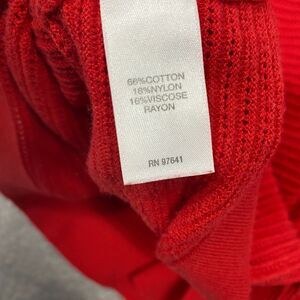 66%COTTON
18%NYLON
16%VISCOSE
RAYON
RN 97641